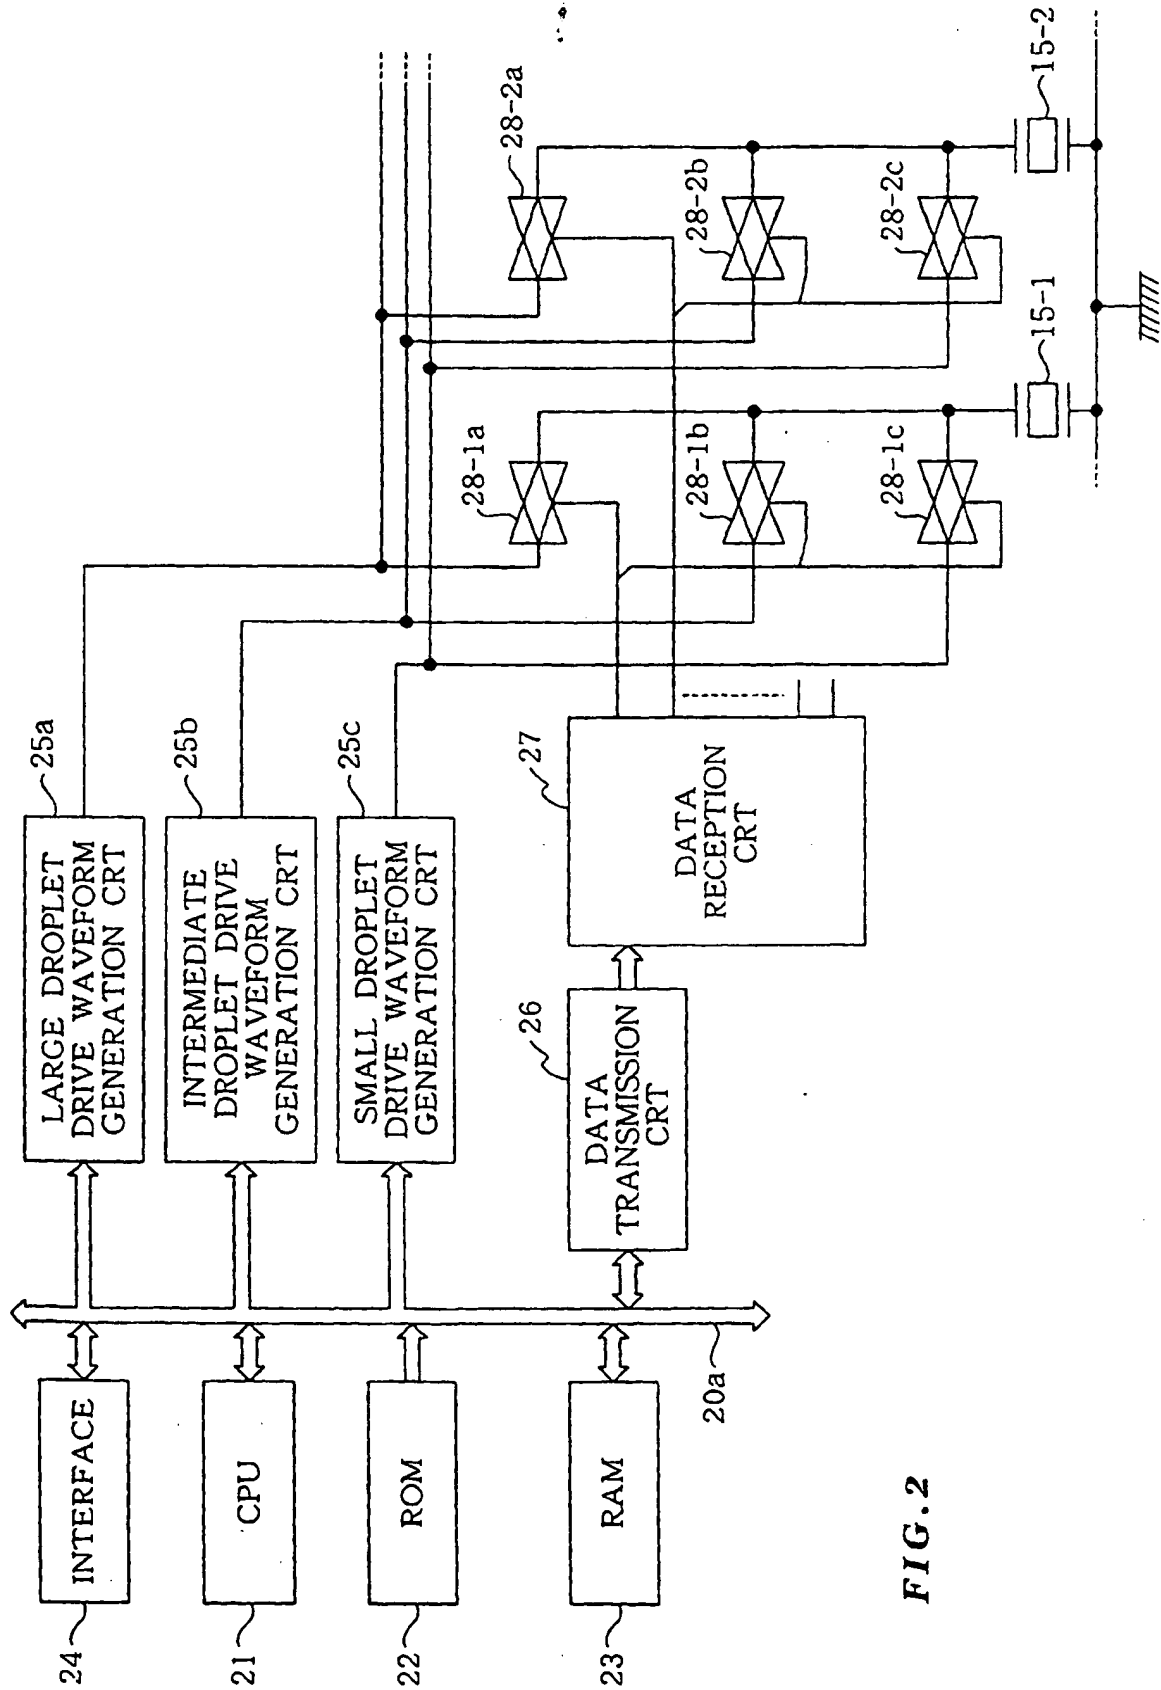 24
INTERFACE
21
CPU
22
ROM
23
RAM
20a
25a
LARGE DROPLET
DRIVE WAVEFORM
GENERATION CRT
25b
INTERMEDIATE
DROPLET DRIVE
WAVEFORM
GENERATION CRT
25c
SMALL DROPLET
DRIVE WAVEFORM
GENERATION CRT
26
DATA
TRANSMISSION
CRT
27
DATA
RECEPTION
CRT
28-1a
28-1b
28-1c
15-1
28-2a
28-2b
28-2c
15-2
FIG.2